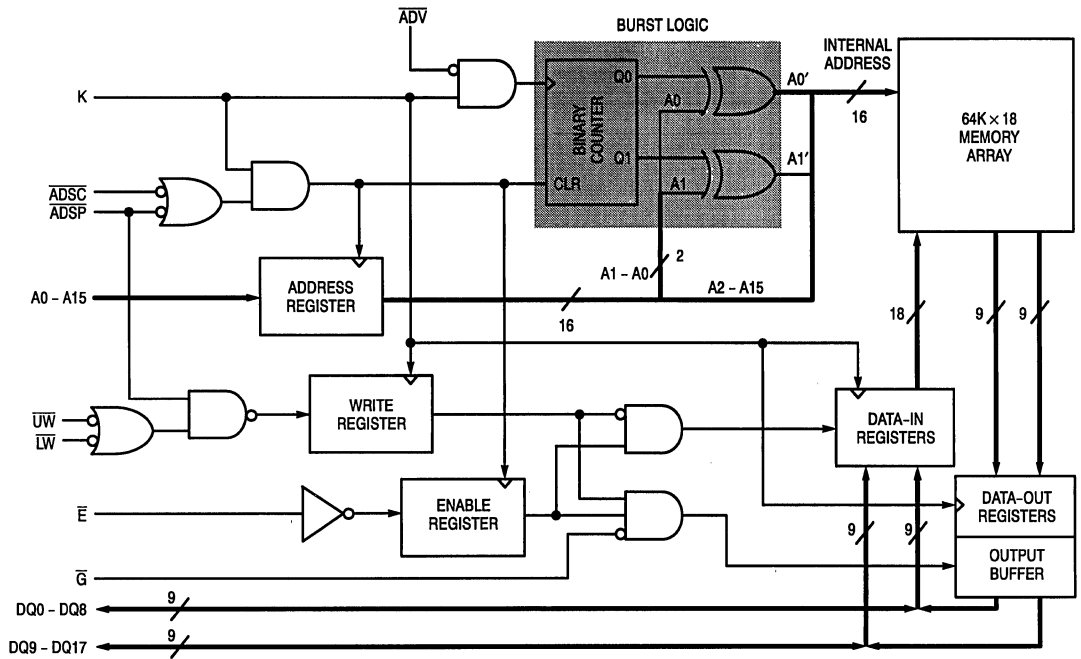 ADV
BURST LOGIC
K
BINARY
COUNTER
Q0
Q1
CLR
A0
A1
A0′
A1′
INTERNAL
ADDRESS
16
64K × 18
MEMORY
ARRAY
ADSC
ADSP
A0 – A15
ADDRESS
REGISTER
16
A1 – A0
2
A2 – A15
18
9
9
UW
LW
WRITE
REGISTER
DATA–IN
REGISTERS
E
ENABLE
REGISTER
9
9
DATA–OUT
REGISTERS
OUTPUT
BUFFER
G
DQ0 – DQ8
9
DQ9 – DQ17
9